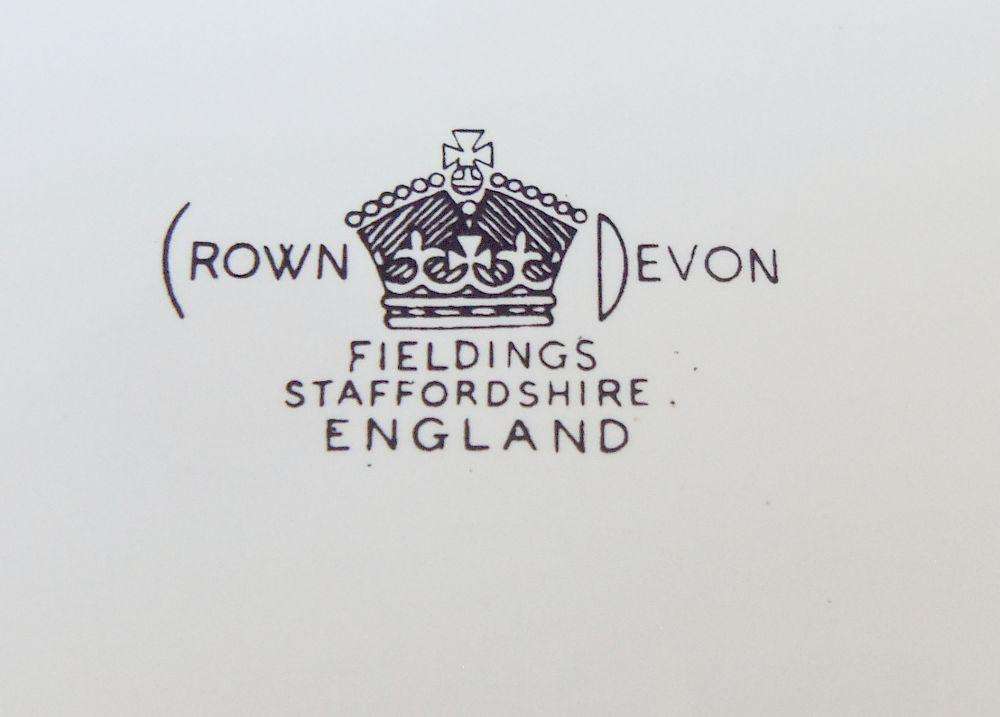 CROWN DEVON
FIELDINGS
STAFFORDSHIRE.
ENGLAND